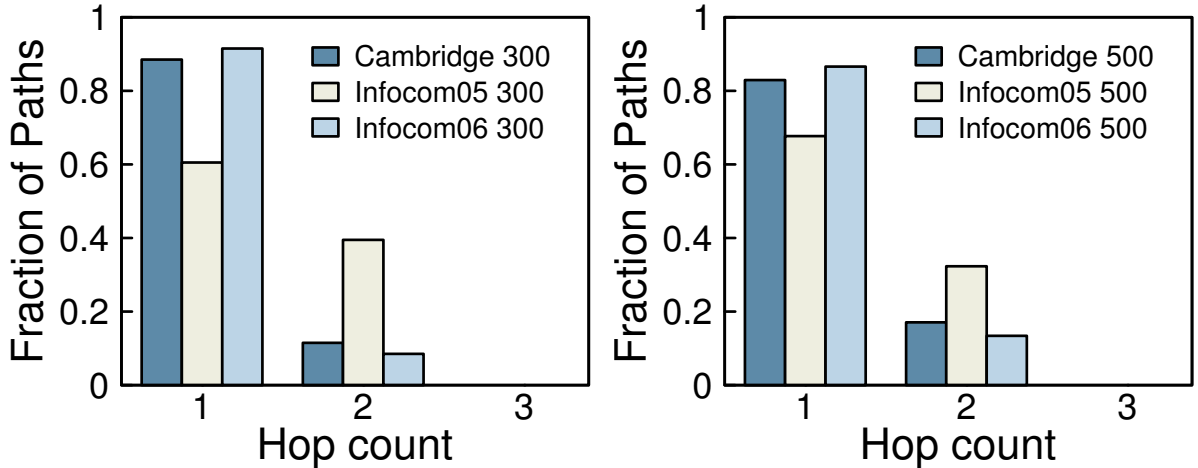 Fraction of Paths
1
0.8
0.6
0.4
0.2
0
Cambridge 300
Infocom05 300
Infocom06 300
1 2 3
Hop count
Fraction of Paths
1
0.8
0.6
0.4
0.2
0
Cambridge 500
Infocom05 500
Infocom06 500
1 2 3
Hop count